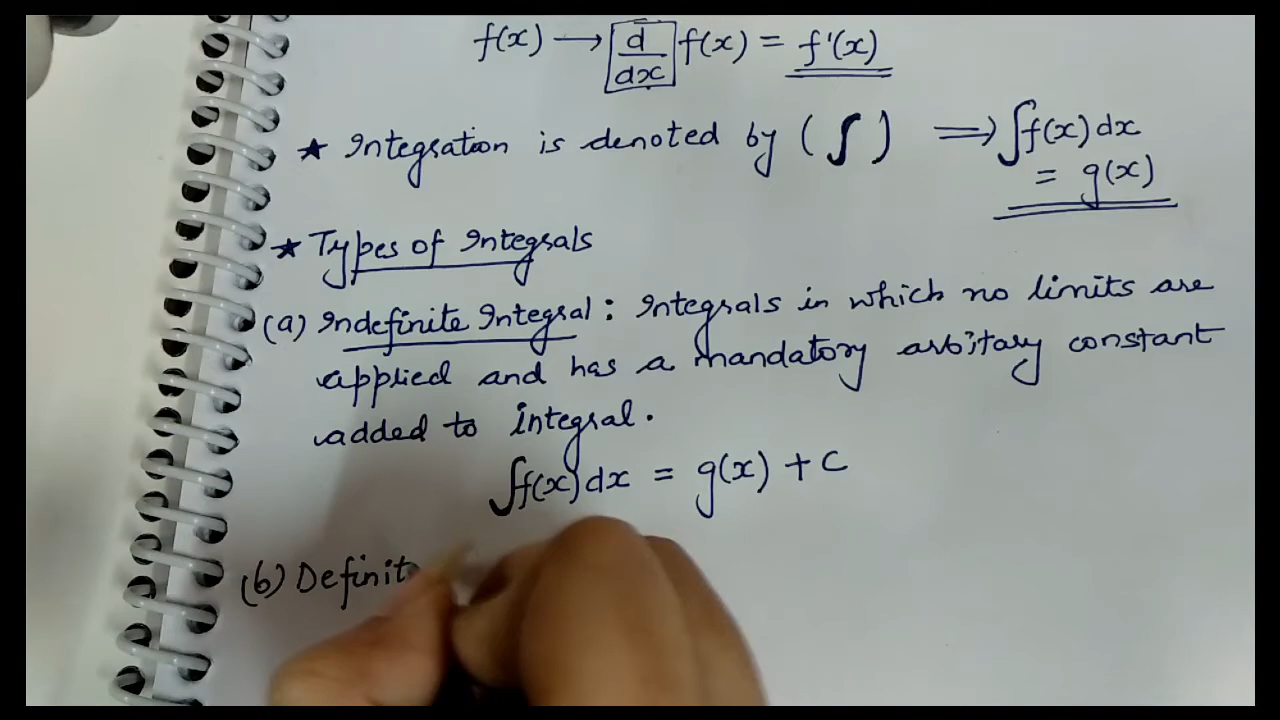 f(x) → d/dx f(x) = f'(x)
★ Integration is denoted by (∫) ⇒ ∫f(x) dx
= g(x)
★ Types of Integrals
(a) Indefinite Integral : Integrals in which no limits are
applied and has a mandatory arbitary constant
added to integral.
∫f(x) dx = g(x) + c
(b) Definite